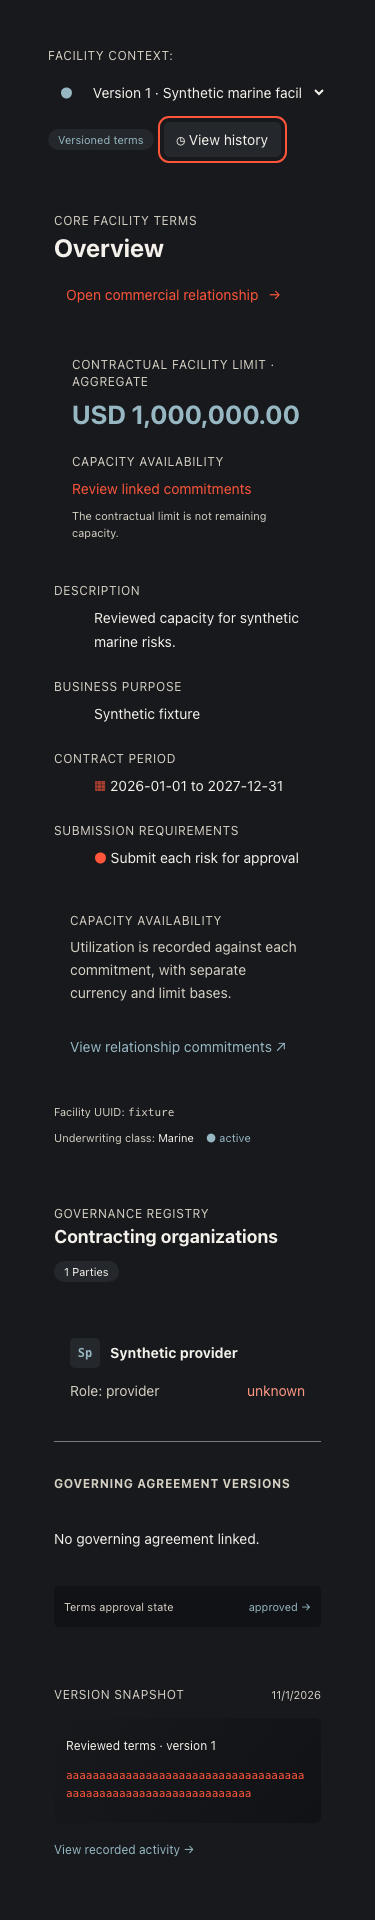 FACILITY CONTEXT:
Version 1 · Synthetic marine facil
Versioned terms
View history
CORE FACILITY TERMS
Overview
Open commercial relationship →
CONTRACTUAL FACILITY LIMIT ·
AGGREGATE
USD 1,000,000.00
CAPACITY AVAILABILITY
Review linked commitments
The contractual limit is not remaining
capacity.
DESCRIPTION
Reviewed capacity for synthetic
marine risks.
BUSINESS PURPOSE
Synthetic fixture
CONTRACT PERIOD
2026-01-01 to 2027-12-31
SUBMISSION REQUIREMENTS
Submit each risk for approval
CAPACITY AVAILABILITY
Utilization is recorded against each
commitment, with separate
currency and limit bases.
View relationship commitments ↗
Facility UUID: fixture
Underwriting class: Marine active
GOVERNANCE REGISTRY
Contracting organizations
1 Parties
Sp Synthetic provider
Role: provider unknown
GOVERNING AGREEMENT VERSIONS
No governing agreement linked.
Terms approval state approved →
VERSION SNAPSHOT 11/1/2026
Reviewed terms · version 1
aaaaaaaaaaaaaaaaaaaaaaaaaaaaaaaaaaaa
aaaaaaaaaaaaaaaaaaaaaaaaaaaa
View recorded activity →